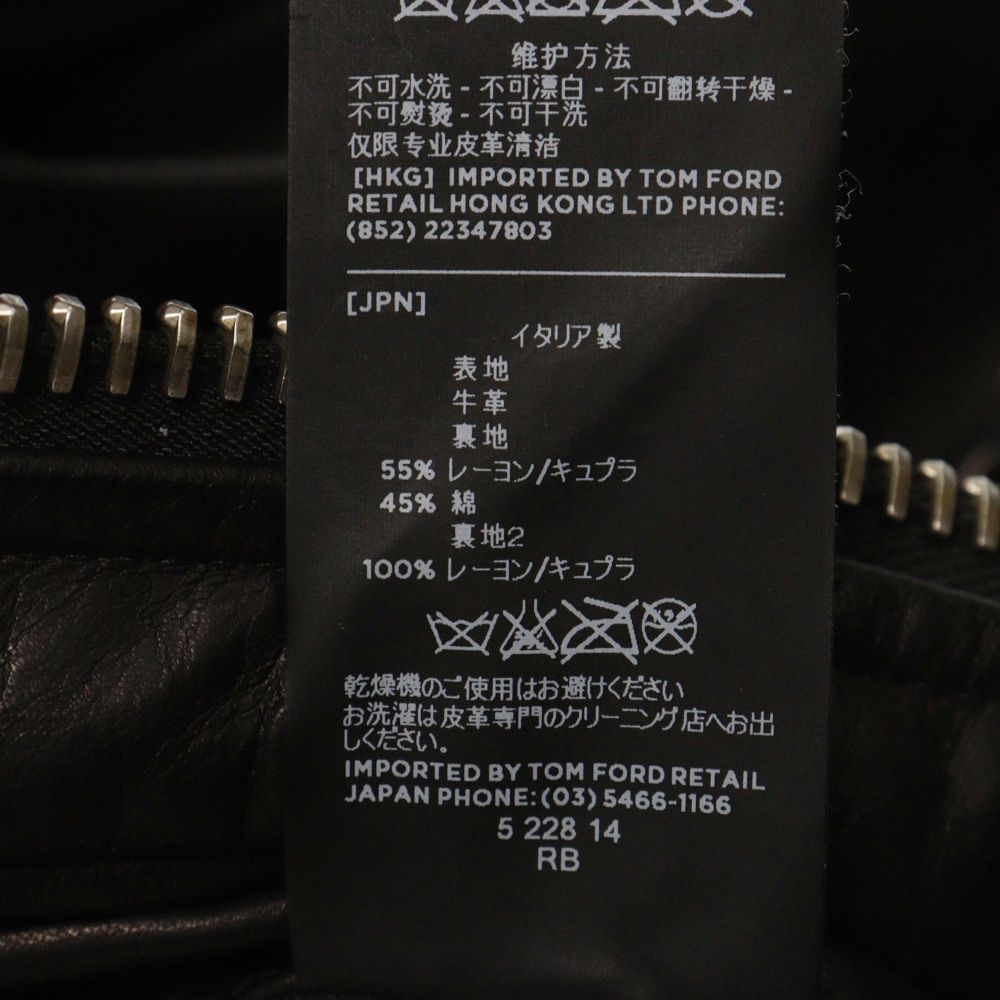 维护方法
不可水洗 - 不可漂白 - 不可翻转干燥 -
不可熨烫 - 不可干洗
仅限专业皮革清洁
[HKG] IMPORTED BY TOM FORD
RETAIL HONG KONG LTD PHONE:
(852) 22347803
[JPN]
イタリア製
表地
牛革
裏地
55% レーヨン/キュプラ
45% 綿
裏地2
100% レーヨン/キュプラ
乾燥機のご使用はお避けください
お洗濯は皮革専門のクリーニング店へお出
しください。
IMPORTED BY TOM FORD RETAIL
JAPAN PHONE:(03)5466-1166
5 228 14
RB